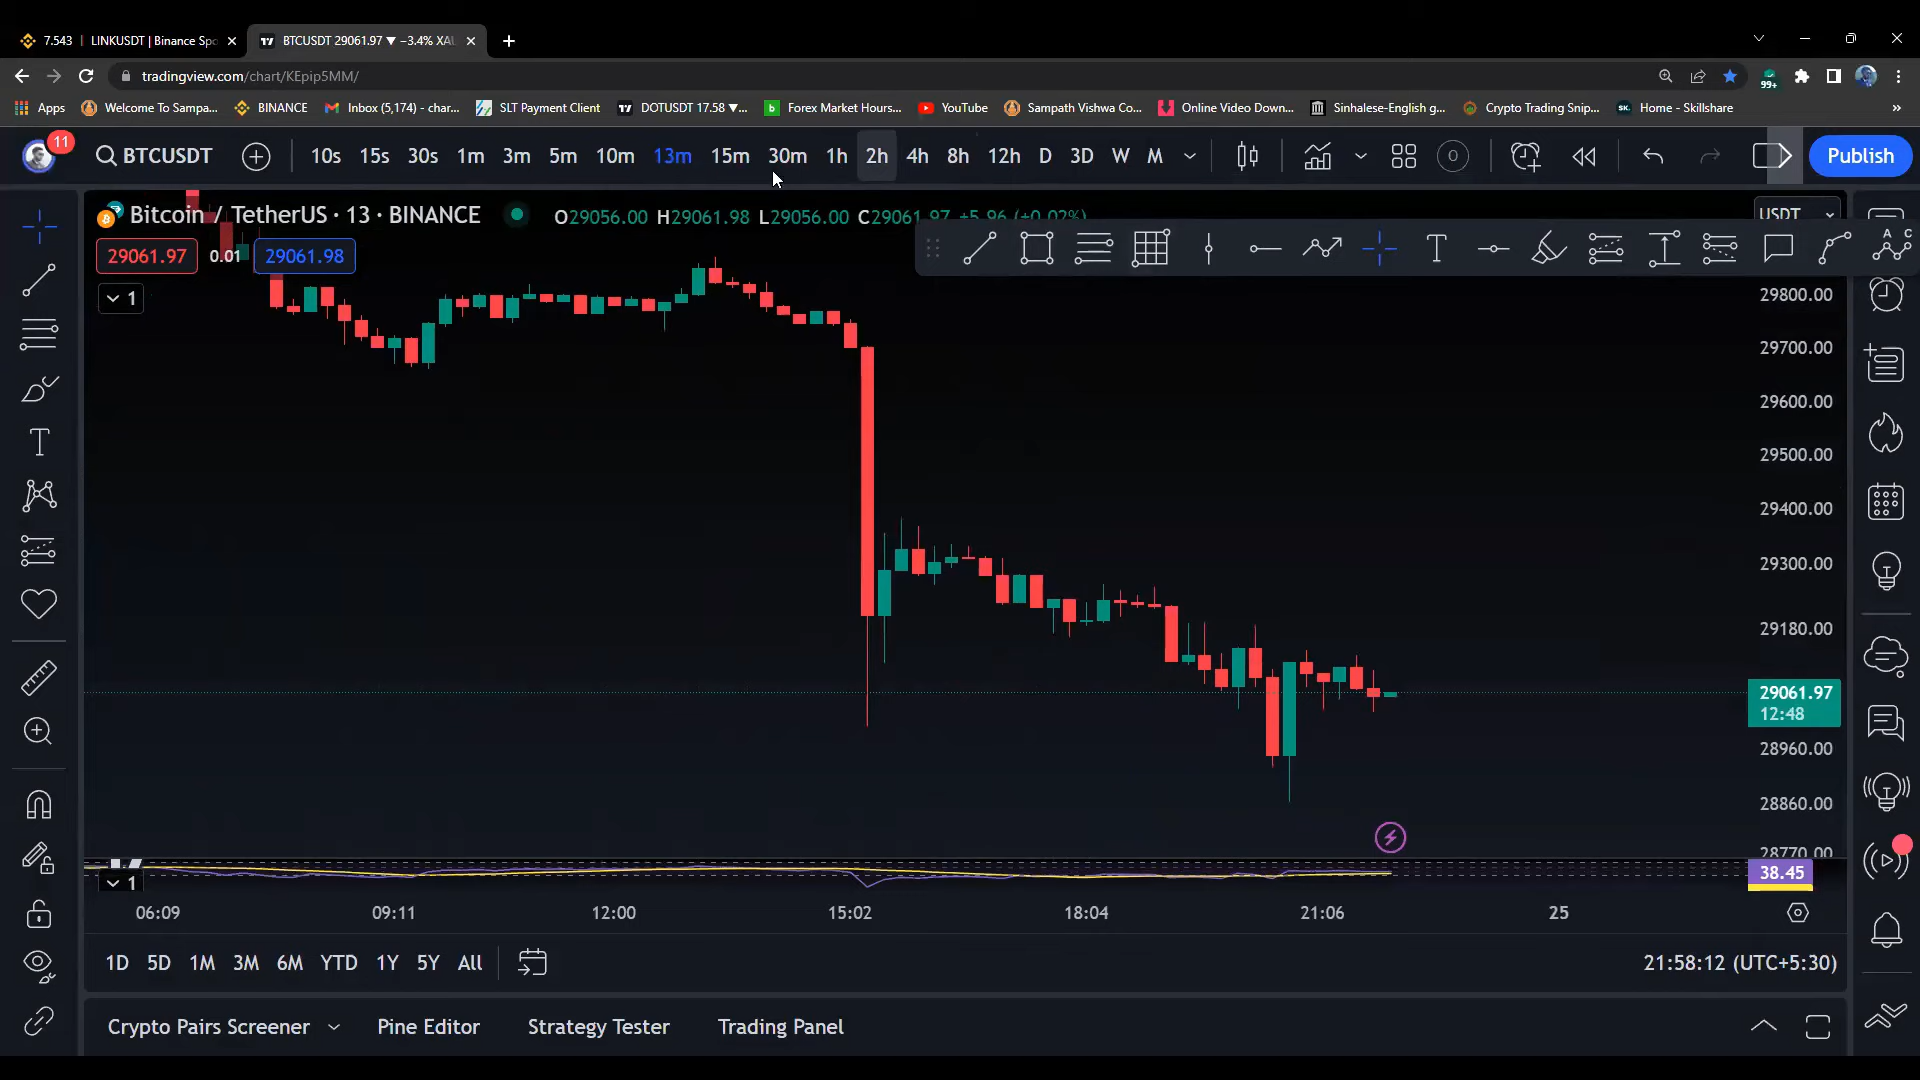 7.543 | LINKUSDT | Binance Spo
BTCUSDT 29061.97 ▼ −3.4% XAU
tradingview.com/chart/KEpip5MM/
Apps Welcome To Sampa... BINANCE Inbox (5,174) - char... SLT Payment Client DOTUSDT 17.58 ▼... Forex Market Hours... YouTube Sampath Vishwa Co... Online Video Down... Sinhalese-English g... Crypto Trading Snip... Home - Skillshare »
99+
11
BTCUSDT 10s 15s 30s 1m 3m 5m 10m 13m 15m 30m 1h 2h 4h 8h 12h D 3D W M Publish
Bitcoin / TetherUS · 13 · BINANCE O29056.00 H29061.98 L29056.00 C29061.97 +5.96 (+0.02%)
USDT
29061.97 0.01 29061.98
1
29800.00
29700.00
29600.00
29500.00
29400.00
29300.00
29180.00
29061.97
12:48
28960.00
28860.00
28770.00
1
38.45
06:09 09:11 12:00 15:02 18:04 21:06 25
1D 5D 1M 3M 6M YTD 1Y 5Y All 21:58:12 (UTC+5:30)
Crypto Pairs Screener Pine Editor Strategy Tester Trading Panel